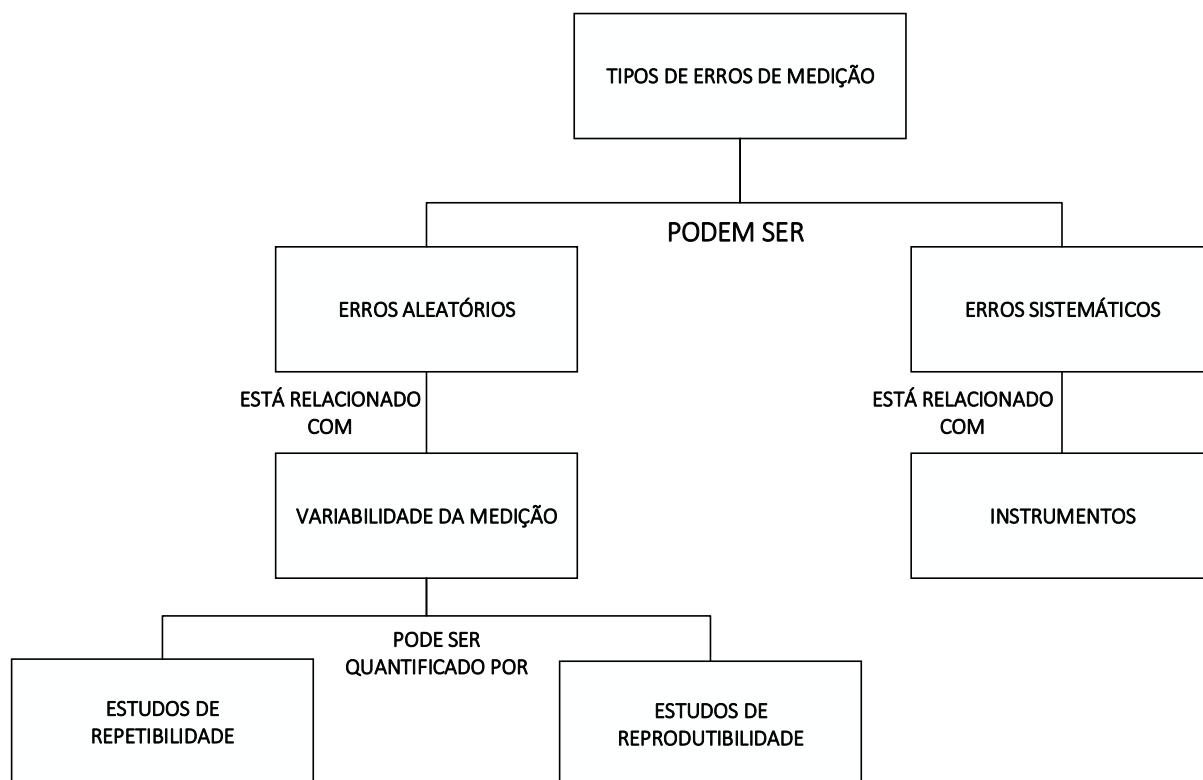 TIPOS DE ERROS DE MEDIÇÃO
PODEM SER
ERROS ALEATÓRIOS
ERROS SISTEMÁTICOS
ESTÁ RELACIONADO
COM
ESTÁ RELACIONADO
COM
VARIABILIDADE DA MEDIÇÃO
INSTRUMENTOS
PODE SER
QUANTIFICADO POR
ESTUDOS DE
REPETIBILIDADE
ESTUDOS DE
REPRODUTIBILIDADE